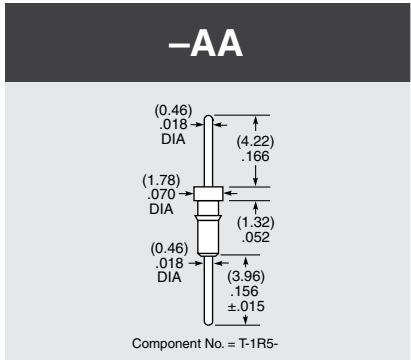 –AA
(0.46)
.018
DIA
(4.22)
.166
(1.78)
.070
DIA
(1.32)
.052
(0.46)
.018
DIA
(3.96)
.156
±.015
Component No. = T-1R5-